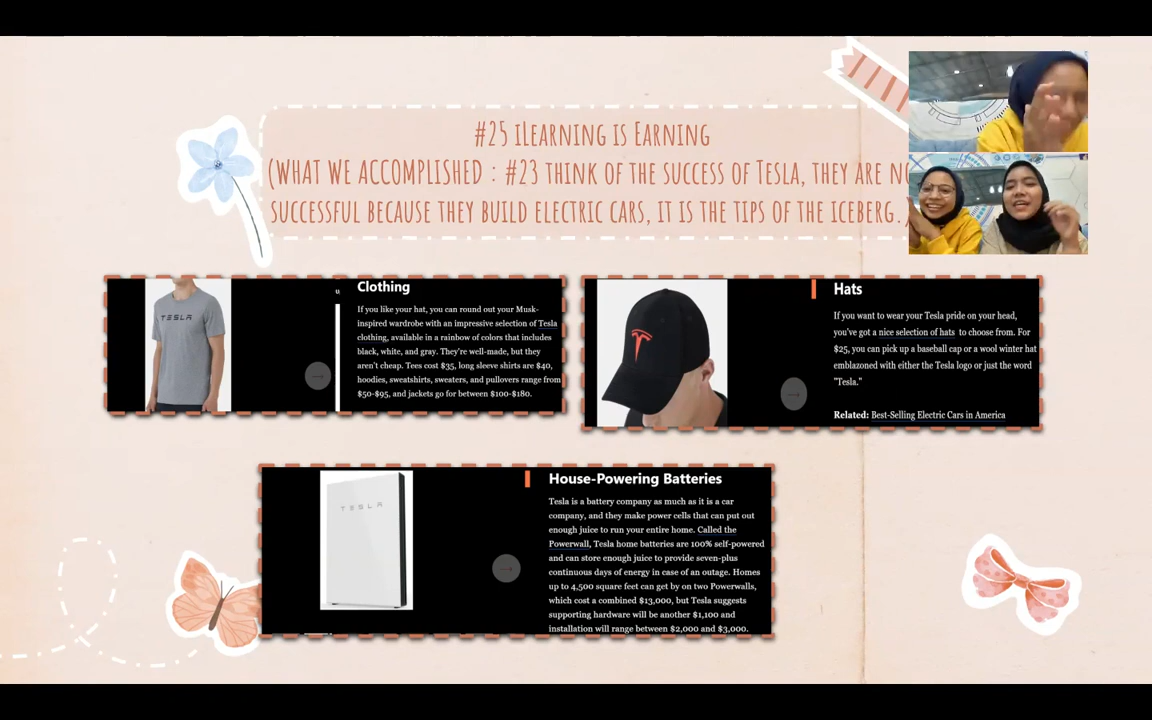 #25 iLearning is Earning
(WHAT WE ACCOMPLISHED : #23 THINK OF THE SUCCESS OF TESLA, THEY ARE NO
SUCCESSFUL BECAUSE THEY BUILD ELECTRIC CARS, IT IS THE TIPS OF THE ICEBERG.
TESLA
Clothing
If you like your hat, you can round out your Musk-
inspired wardrobe with an impressive selection of Tesla
clothing, available in a rainbow of colors that includes
black, white, and gray. They're well-made, but they
aren't cheap. Tees cost $35, long sleeve shirts are $40,
hoodies, sweatshirts, sweaters, and pullovers range from
$50-$95, and jackets go for between $100-$180.
Hats
If you want to wear your Tesla pride on your head,
you've got a nice selection of hats to choose from. For
$25, you can pick up a baseball cap or a wool winter hat
emblazoned with either the Tesla logo or just the word
"Tesla."
Related: Best-Selling Electric Cars in America
TESLA
House-Powering Batteries
Tesla is a battery company as much as it is a car
company, and they make power cells that can put out
enough juice to run your entire home. Called the
Powerwall, Tesla home batteries are 100% self-powered
and can store enough juice to provide seven-plus
continuous days of energy in case of an outage. Homes
up to 4,500 square feet can get by on two Powerwalls,
which cost a combined $13,000, but Tesla suggests
supporting hardware will be another $1,100 and
installation will range between $2,000 and $3,000.